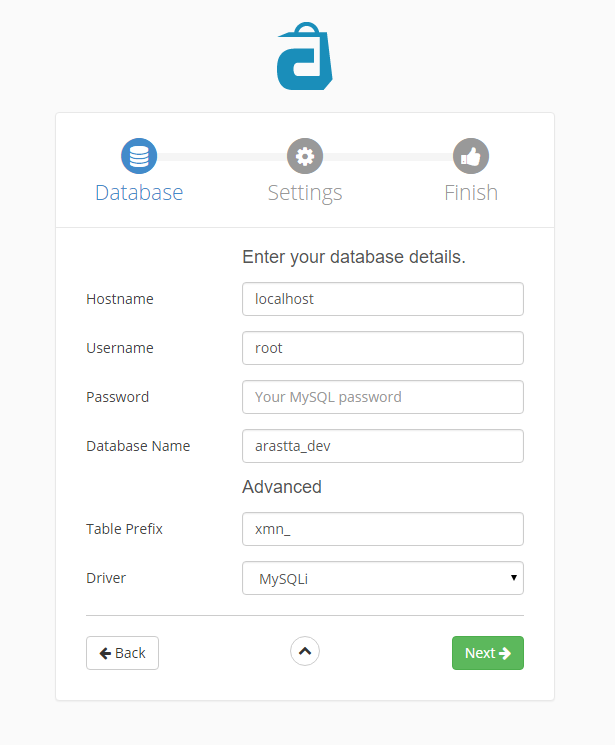 Database Settings Finish
Enter your database details.
Hostname localhost
Username root
Password Your MySQL password
Database Name arastta_dev
Advanced
Table Prefix xmn_
Driver MySQLi
Back Next